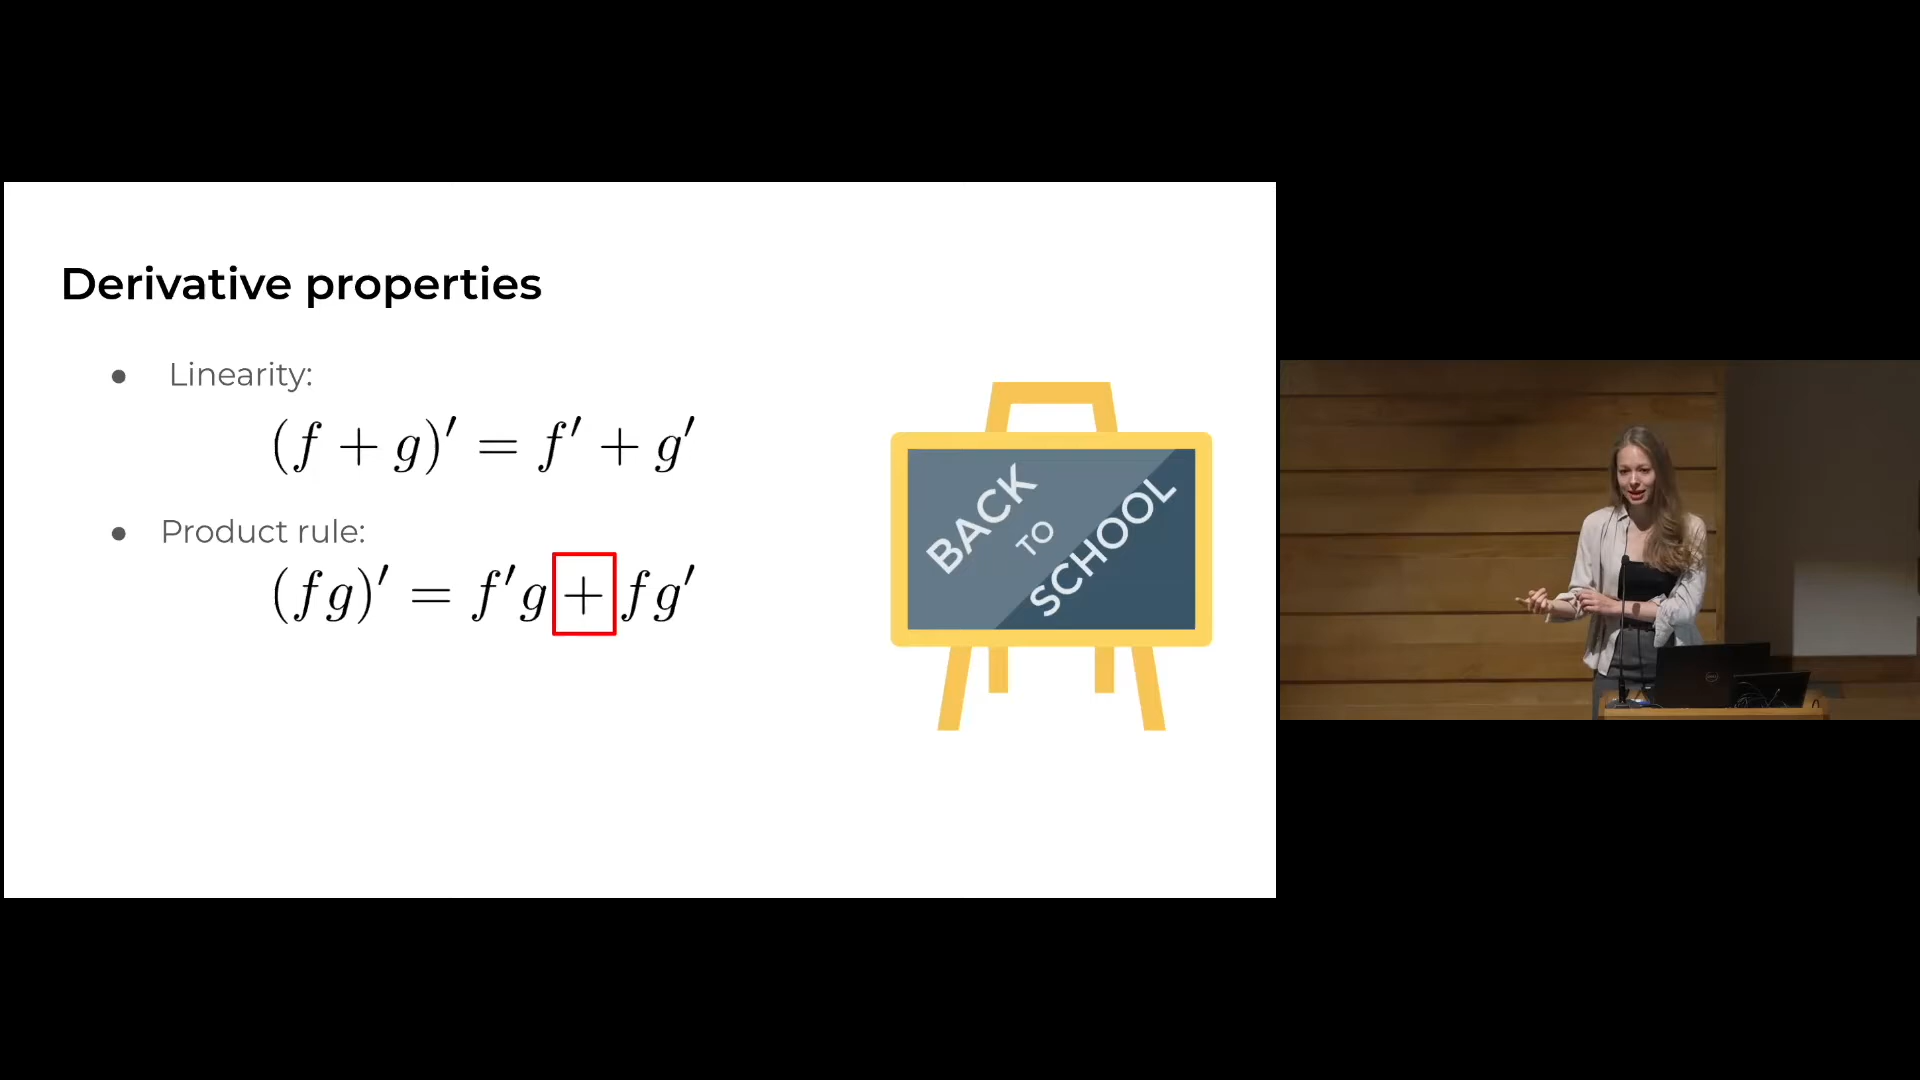 Derivative properties
● Linearity:
(f + g)′ = f′ + g′
● Product rule:
(fg)′ = f′g + fg′
BACK
TO
SCHOOL